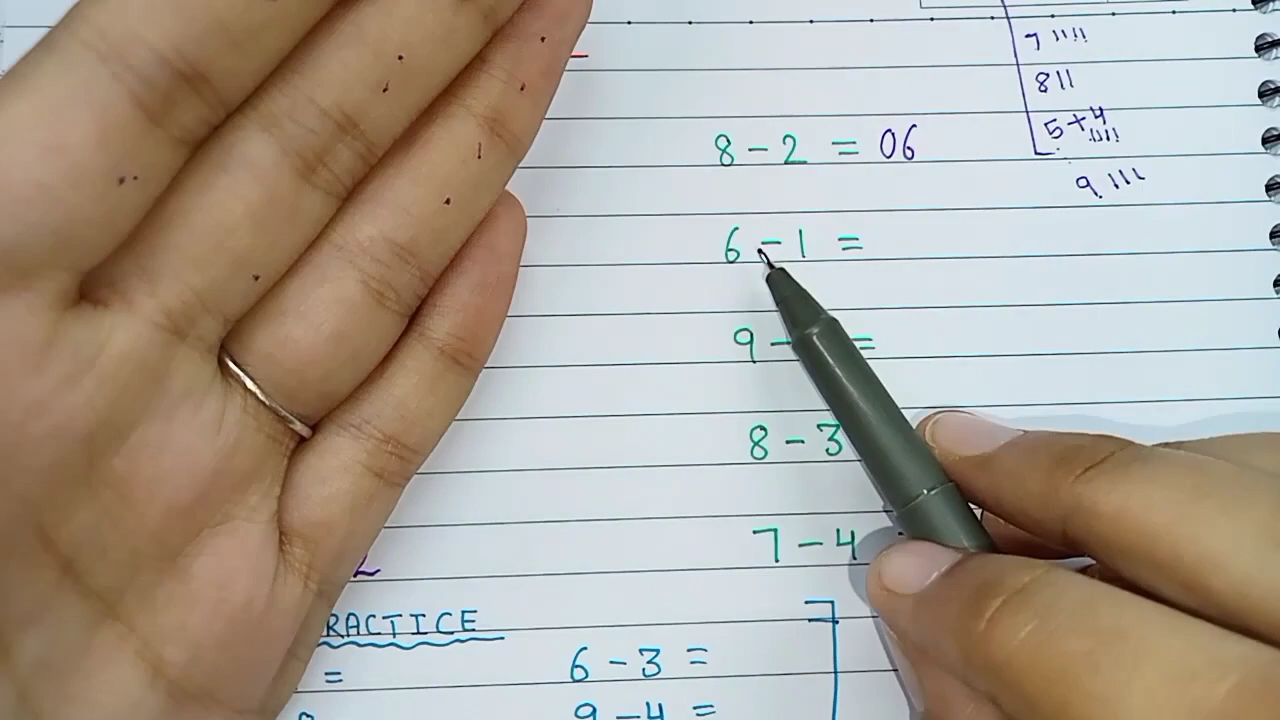 7 ||||
8 ||
5+4
||||
9 |||
8 - 2 = 06
6 - 1 =
9 - =
8 - 3
7 - 4
2
RACTICE
=
6 - 3 =
9 - 4 =